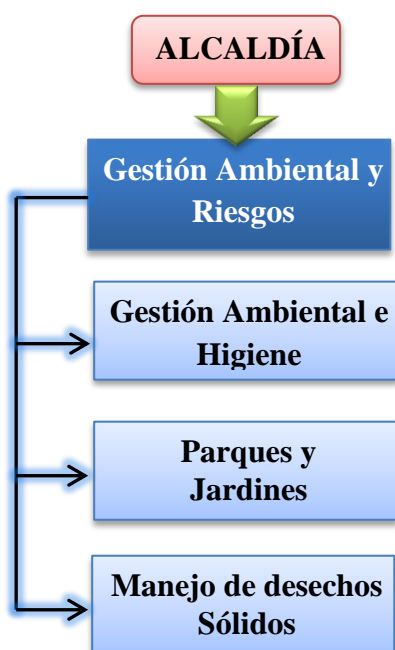 ALCALDÍA
Gestión Ambiental y
Riesgos
Gestión Ambiental e
Higiene
Parques y
Jardines
Manejo de desechos
Sólidos